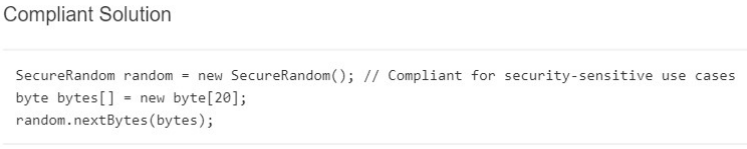 Compliant Solution
SecureRandom random = new SecureRandom(); // Compliant for security-sensitive use cases
byte bytes[] = new byte[20];
random.nextBytes(bytes);